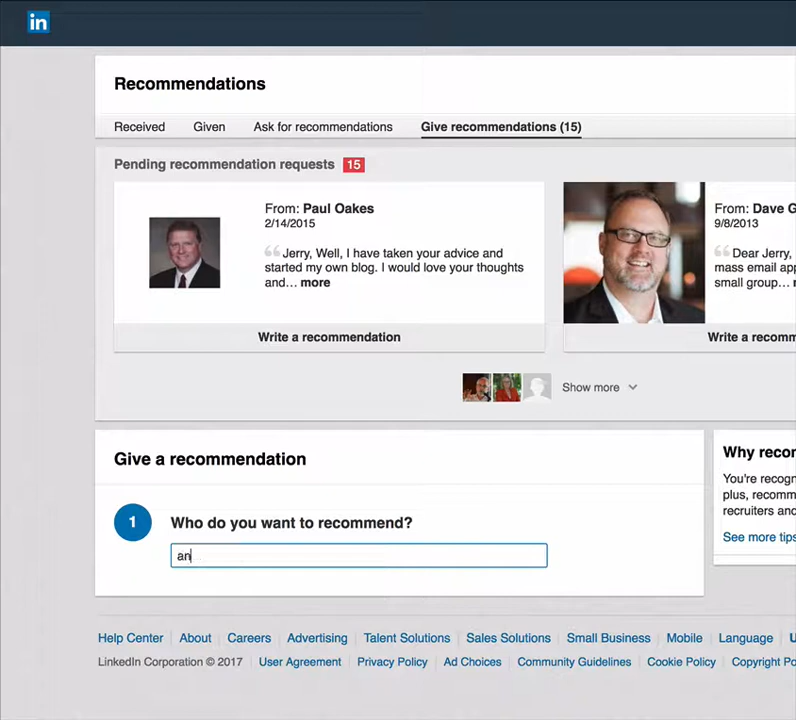 in
Recommendations
Received Given Ask for recommendations Give recommendations (15)
Pending recommendation requests 15
From: Paul Oakes
2/14/2015
Jerry, Well, I have taken your advice and
started my own blog. I would love your thoughts
and... more
Write a recommendation
From: Dave G
9/8/2013
Dear Jerry,
mass email app
small group...
Write a recomm
Show more
Give a recommendation
1 Who do you want to recommend?
an
Why recor
You're recogn
plus, recomm
recruiters and
See more tips
Help Center About Careers Advertising Talent Solutions Sales Solutions Small Business Mobile Language
LinkedIn Corporation © 2017 User Agreement Privacy Policy Ad Choices Community Guidelines Cookie Policy Copyright Po